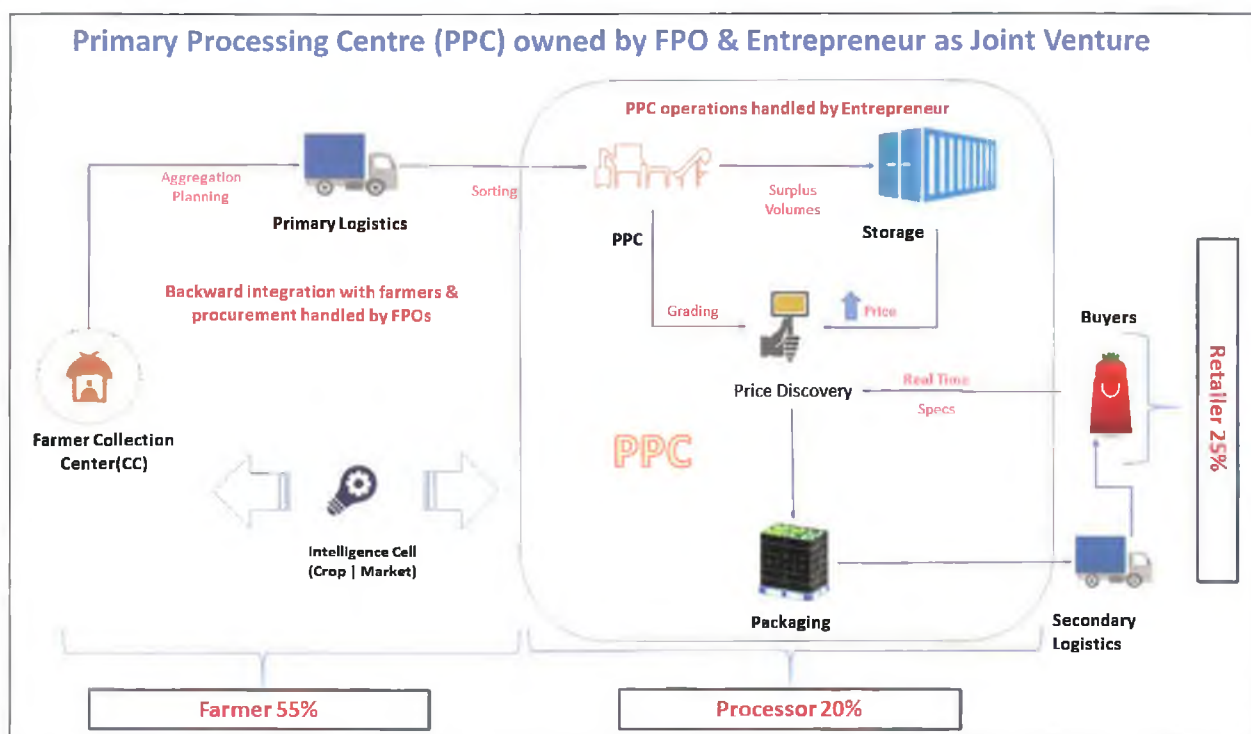 Primary Processing Centre (PPC) owned by FPO & Entrepreneur as Joint Venture
PPC operations handled by Entrepreneur
Aggregation
Planning
Primary Logistics
Sorting
PPC
Surplus
Volumes
Storage
Backward integration with farmers &
procurement handled by FPOs
Grading
Price
Price Discovery
Real Time
Specs
Buyers
Retailer 25%
Farmer Collection
Center(CC)
PPC
Intelligence Cell
(Crop | Market)
Packaging
Secondary
Logistics
Farmer 55%
Processor 20%